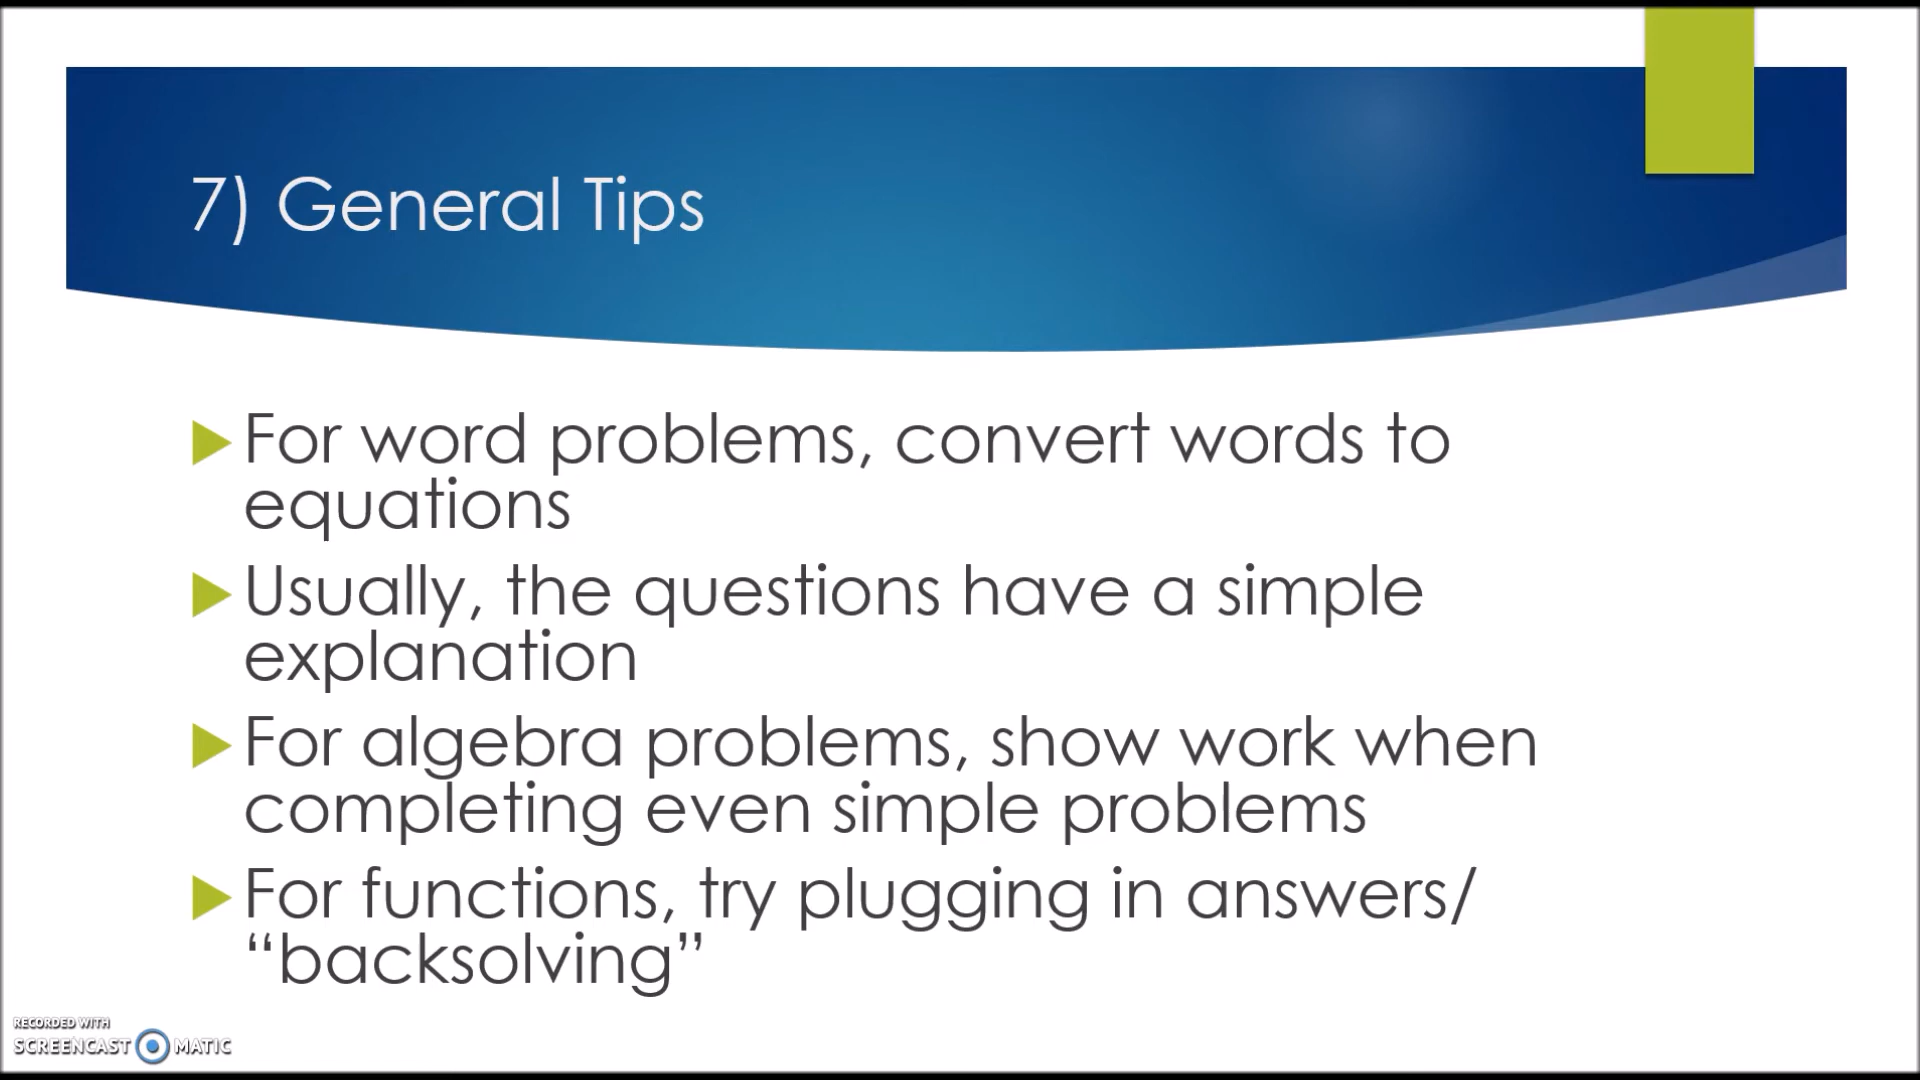 7) General Tips
For word problems, convert words to
equations
Usually, the questions have a simple
explanation
For algebra problems, show work when
completing even simple problems
For functions, try plugging in answers/
“backsolving”
RECORDED WITH
SCREENCAST MATIC